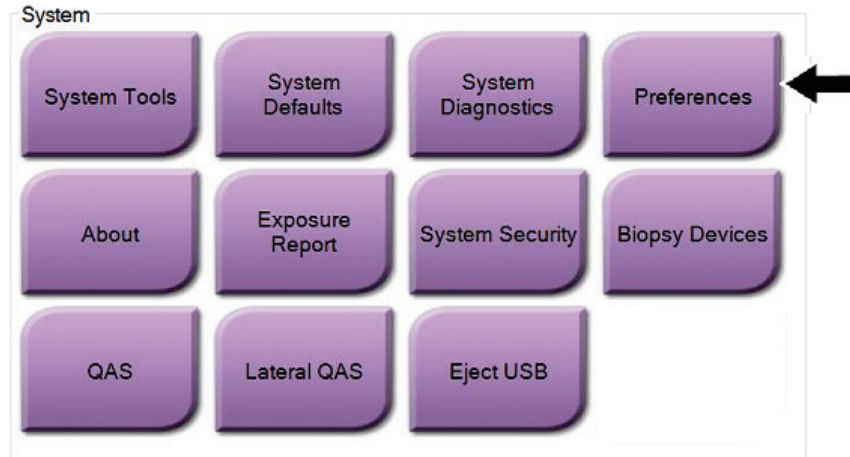 System
System Tools
System
Defaults
System
Diagnostics
Preferences
About
Exposure
Report
System Security
Biopsy Devices
QAS
Lateral QAS
Eject USB